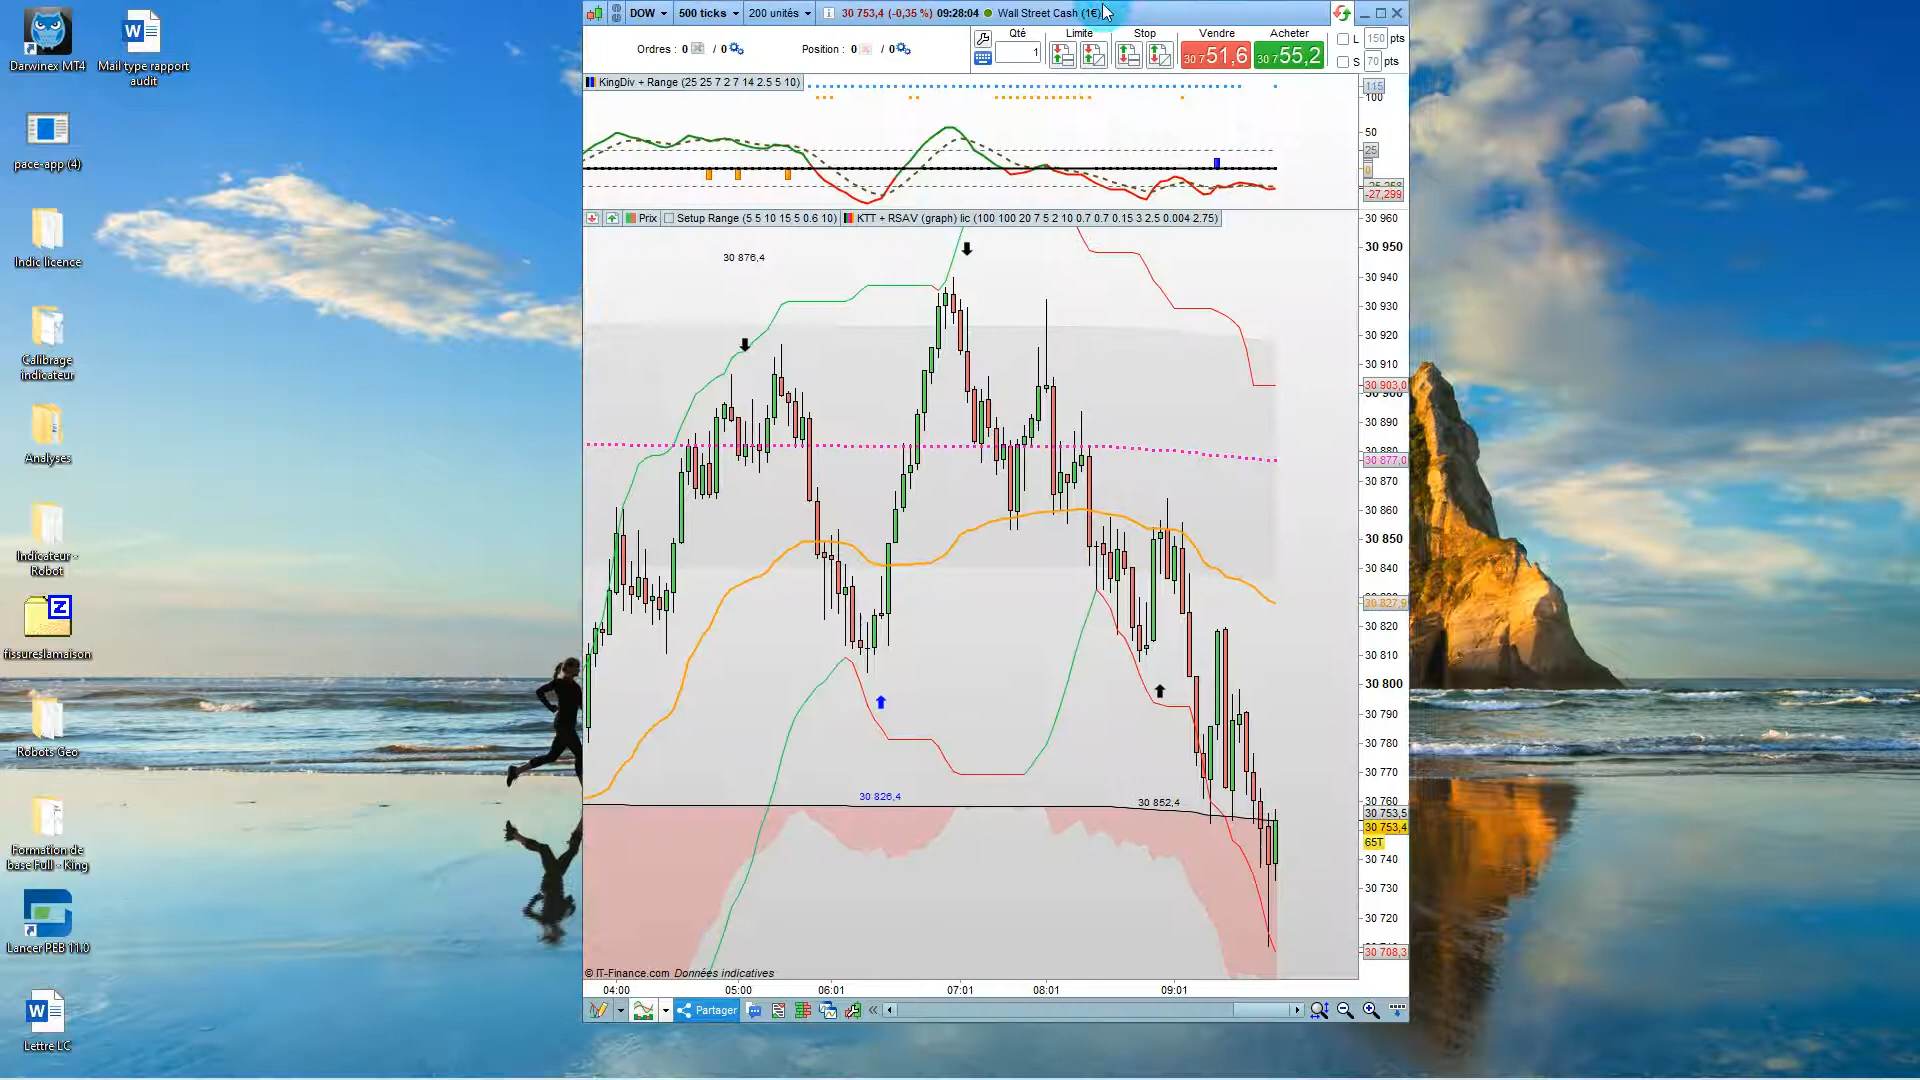 Darwinex MT4
Mail type rapport
audit
pace-app (4)
Indic licence
Calibrage
indicateur
Analyses
Indicateur -
Robot
fissureslamaison
Robots Geo
Formation de
base Full - King
Lancer PEB 11.0
Lettre LC
DOW
500 ticks
200 unités
30 753,4 (-0,35 %) 09:28:04
Wall Street Cash (1€)
Ordres : 0 / 0
Position : 0 / 0
Qté
1
Limite
Stop
Vendre
30 751,6
Acheter
30 755,2
L 150 pts
S 70 pts
KingDiv + Range (25 25 7 2 7 14 2.5 5 10)
115
100
50
25
0
-27,299
Prix
Setup Range (5 5 10 15 5 0.6 10)
KTT + RSAV (graph) lic (100 100 20 7 5 2 10 0.7 0.7 0.15 3 2.5 0.004 2.75)
30 876,4
30 826,4
30 852,4
30 960
30 950
30 940
30 930
30 920
30 910
30 903,0
30 900
30 890
30 880
30 877,0
30 870
30 860
30 850
30 840
30 827,9
30 820
30 810
30 800
30 790
30 780
30 770
30 760
30 753,5
30 753,4
65T
30 740
30 730
30 720
30 708,3
© IT-Finance.com Données indicatives
04:00
05:00
06:01
07:01
08:01
09:01
Partager